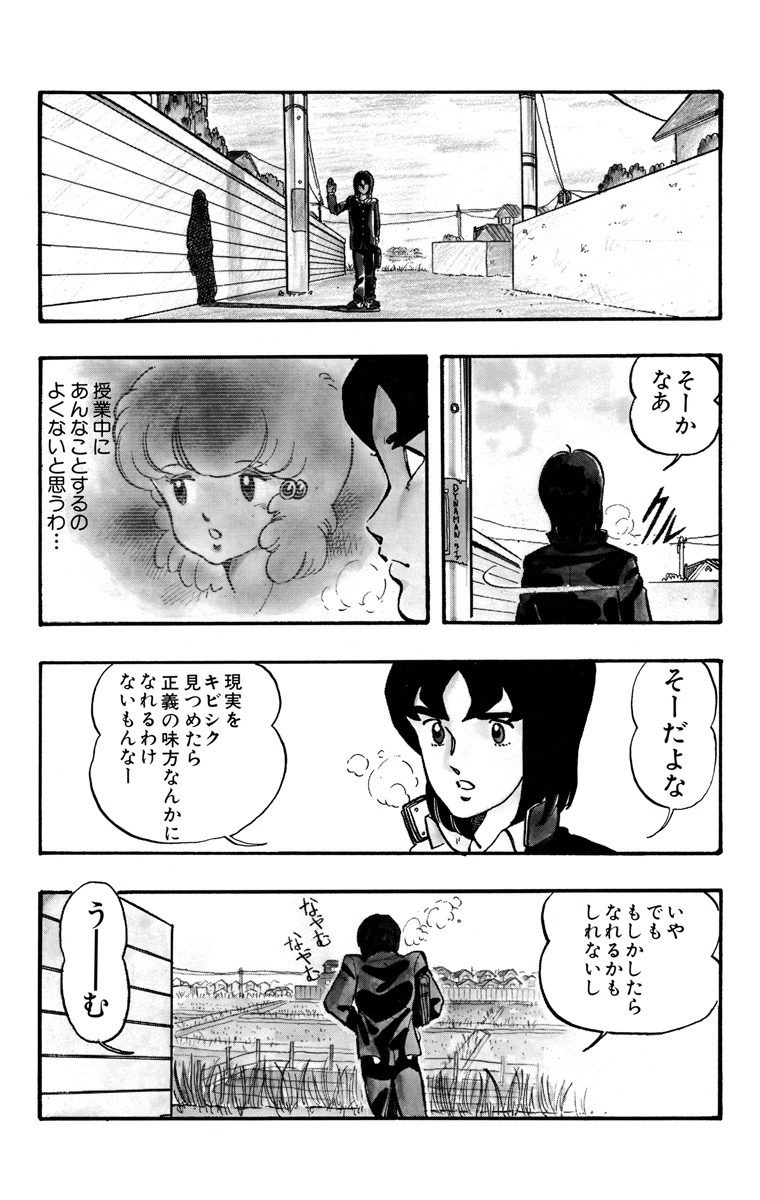 そーか
なあ
クルッ
DYNAMAN
授業中に
あんなことするの
よくないと思うわ…
そーだよな
現実を
キビシク
見つめたら
正義の味方なんかに
なれるわけ
ないもんなー
いや
でも
もしかしたら
なれるかも
しれないし
なやむ
なやむ
うーむ